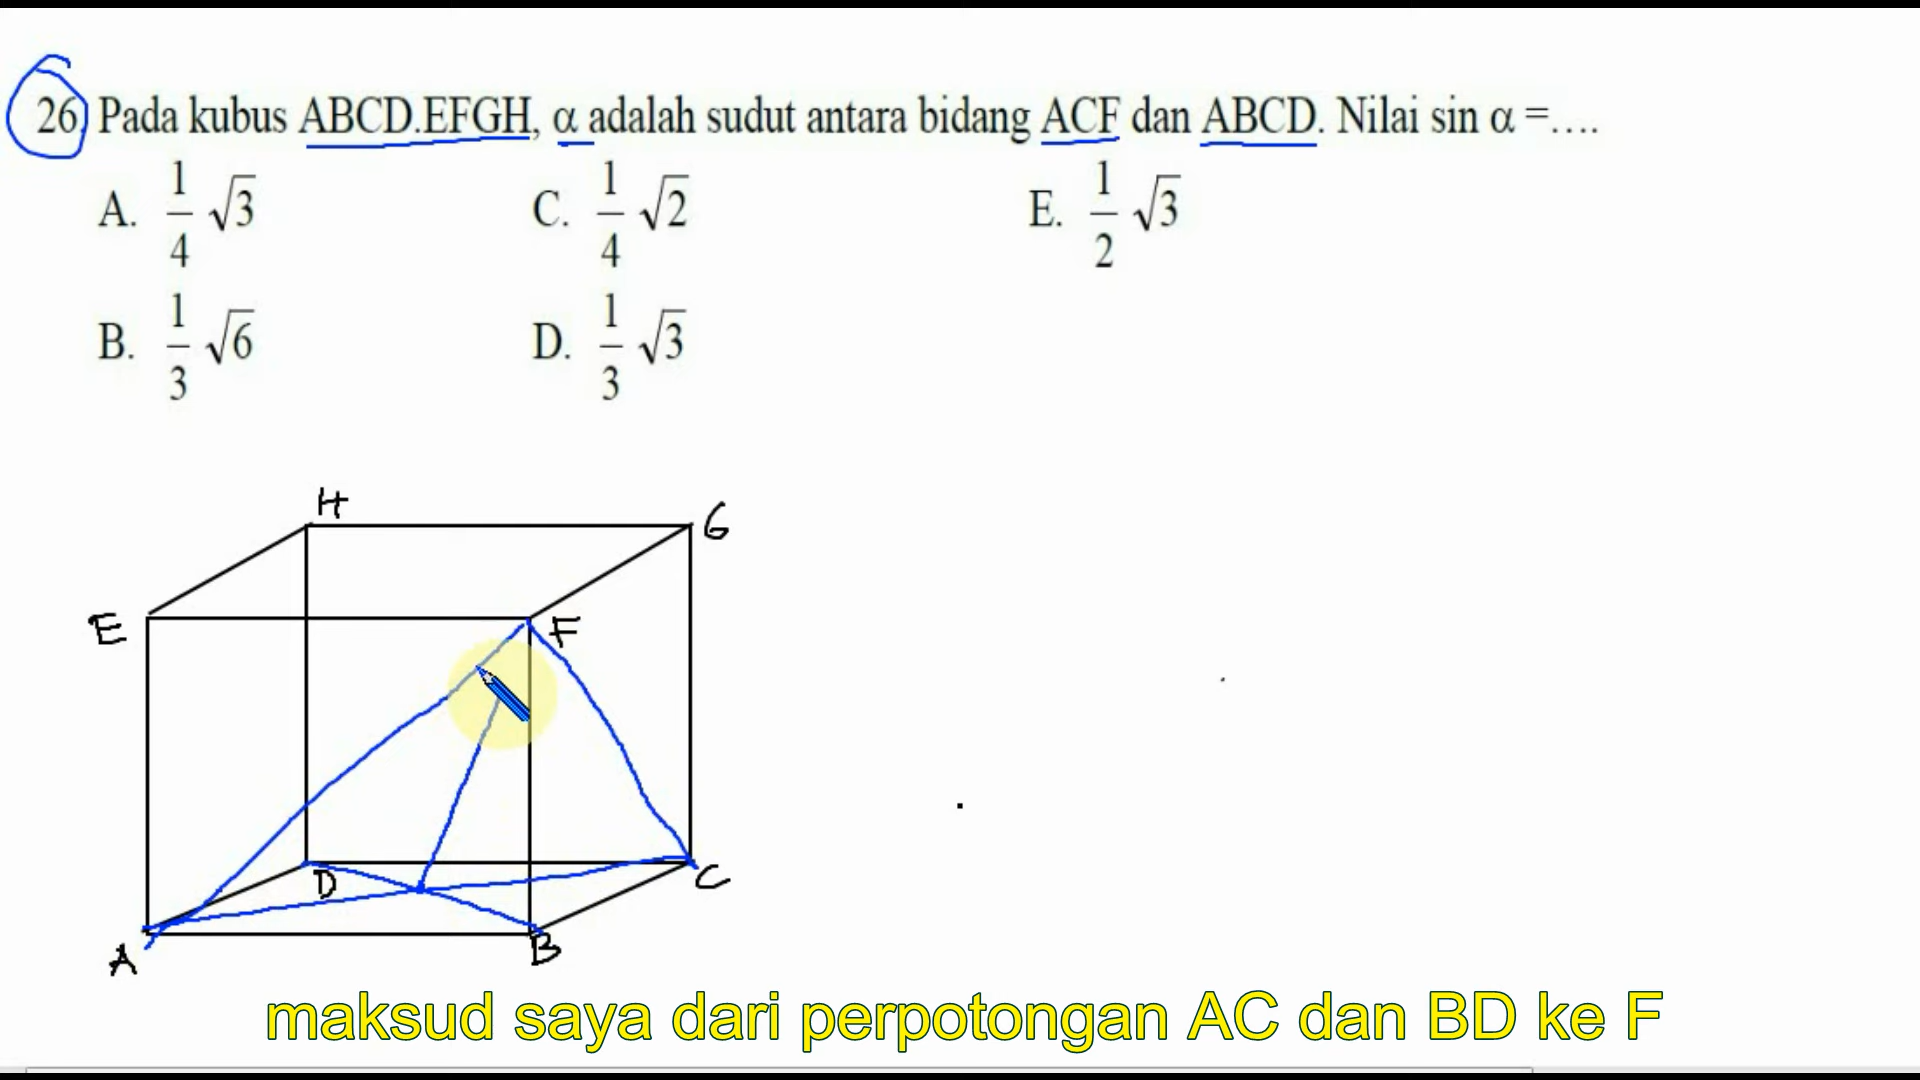 26. Pada kubus ABCD.EFGH, α adalah sudut antara bidang ACF dan ABCD. Nilai sin α =....
A. 1/4 √3 C. 1/4 √2 E. 1/2 √3
B. 1/3 √6 D. 1/3 √3
H
G
E
F
D
C
A
B
maksud saya dari perpotongan AC dan BD ke F